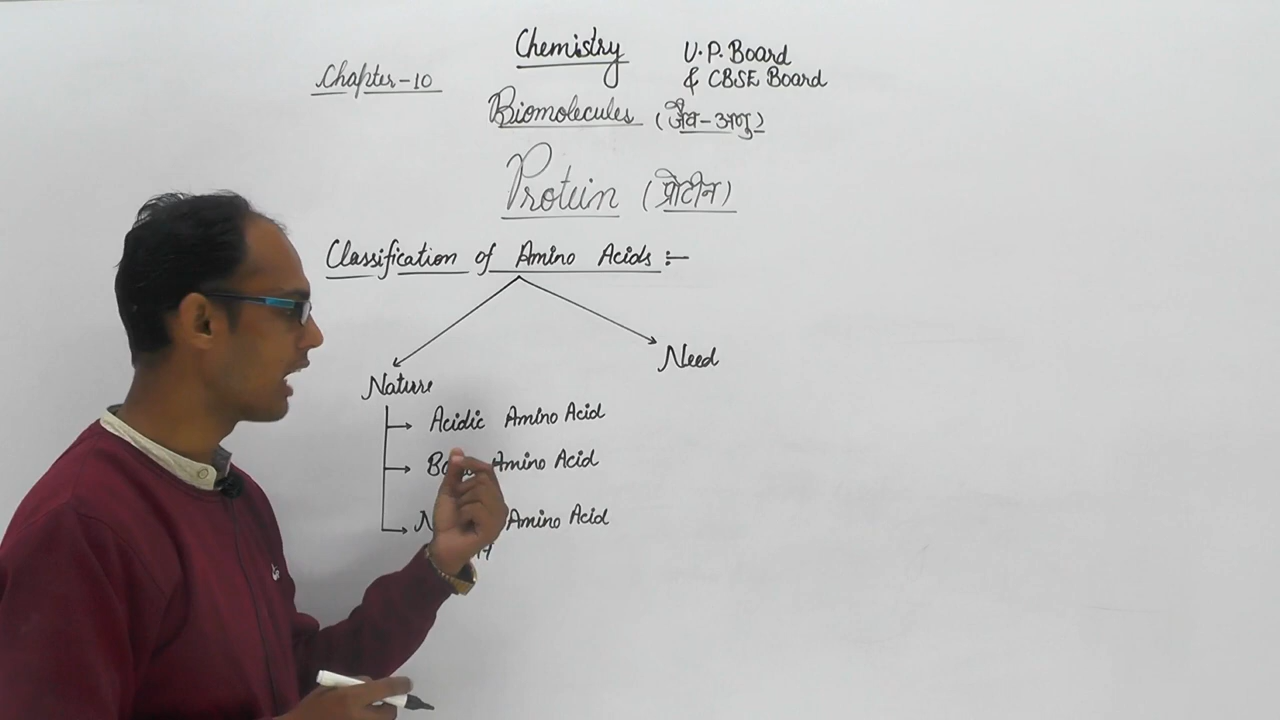 Chemistry
U.P. Board
& CBSE Board
Chapter-10
Biomolecules (जैव-अणु)
Protein (प्रोटीन)
Classification of Amino Acids :-
Need
Nature
Acidic Amino Acid
Amino Acid
Amino Acid